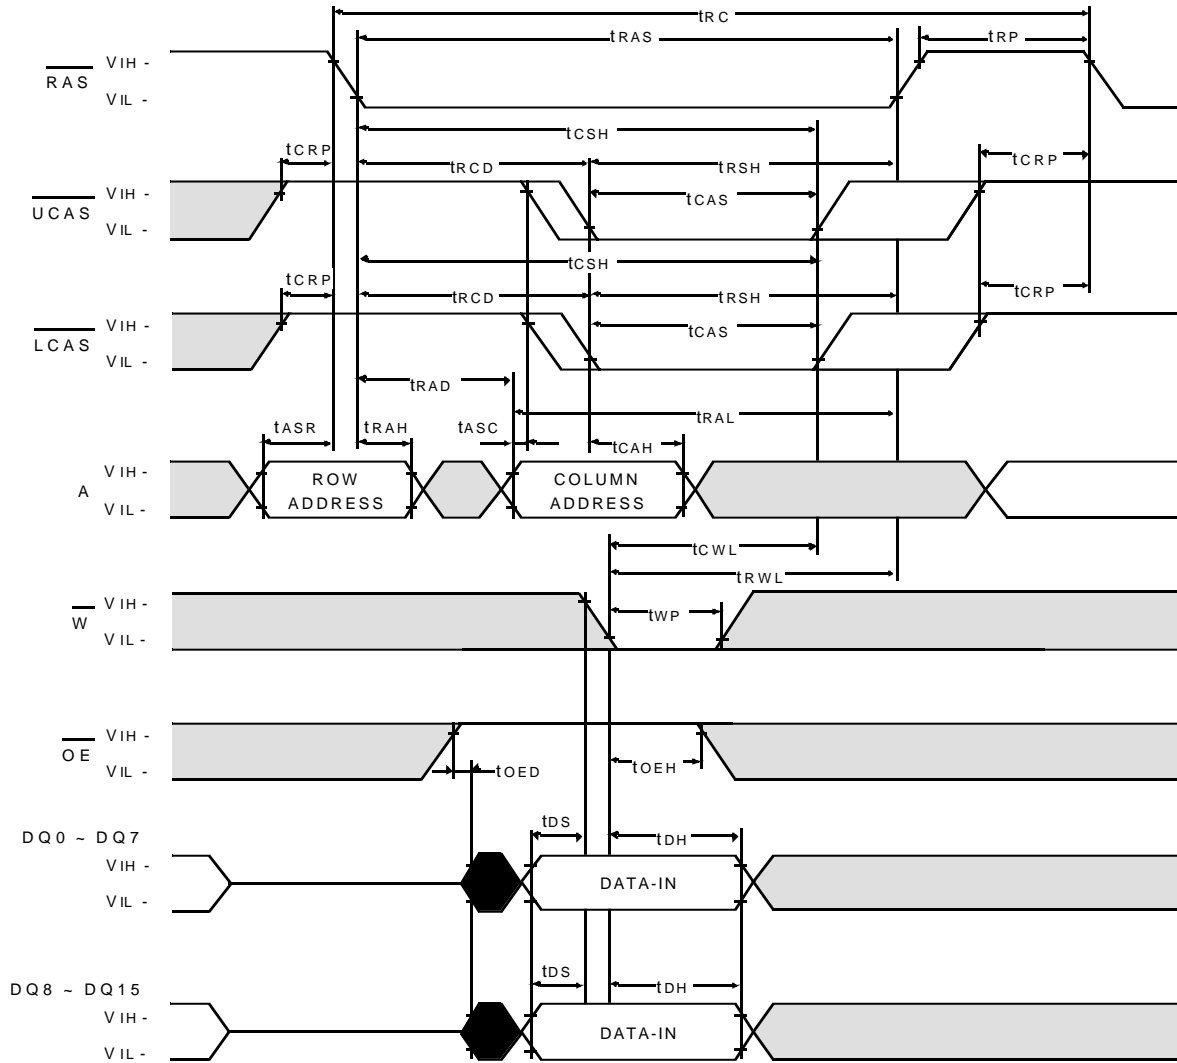 tRC
tRAS tRP
RAS VIH -
VIL -
tCSH
tCRP tRCD tRSH tCRP
UCAS VIH -
tCAS
VIL -
tCSH
tCRP tRCD tRSH tCRP
LCAS VIH -
tCAS
VIL -
tRAD
tRAL
tASR tRAH tASC tCAH
A VIH -
VIL -
ROW
ADDRESS
COLUMN
ADDRESS
tCWL
tRWL
W VIH -
tWP
VIL -
OE VIH -
VIL -
tOED tOEH
DQ0 ~ DQ7
tDS tDH
VIH -
DATA-IN
VIL -
DQ8 ~ DQ15
tDS tDH
VIH -
DATA-IN
VIL -